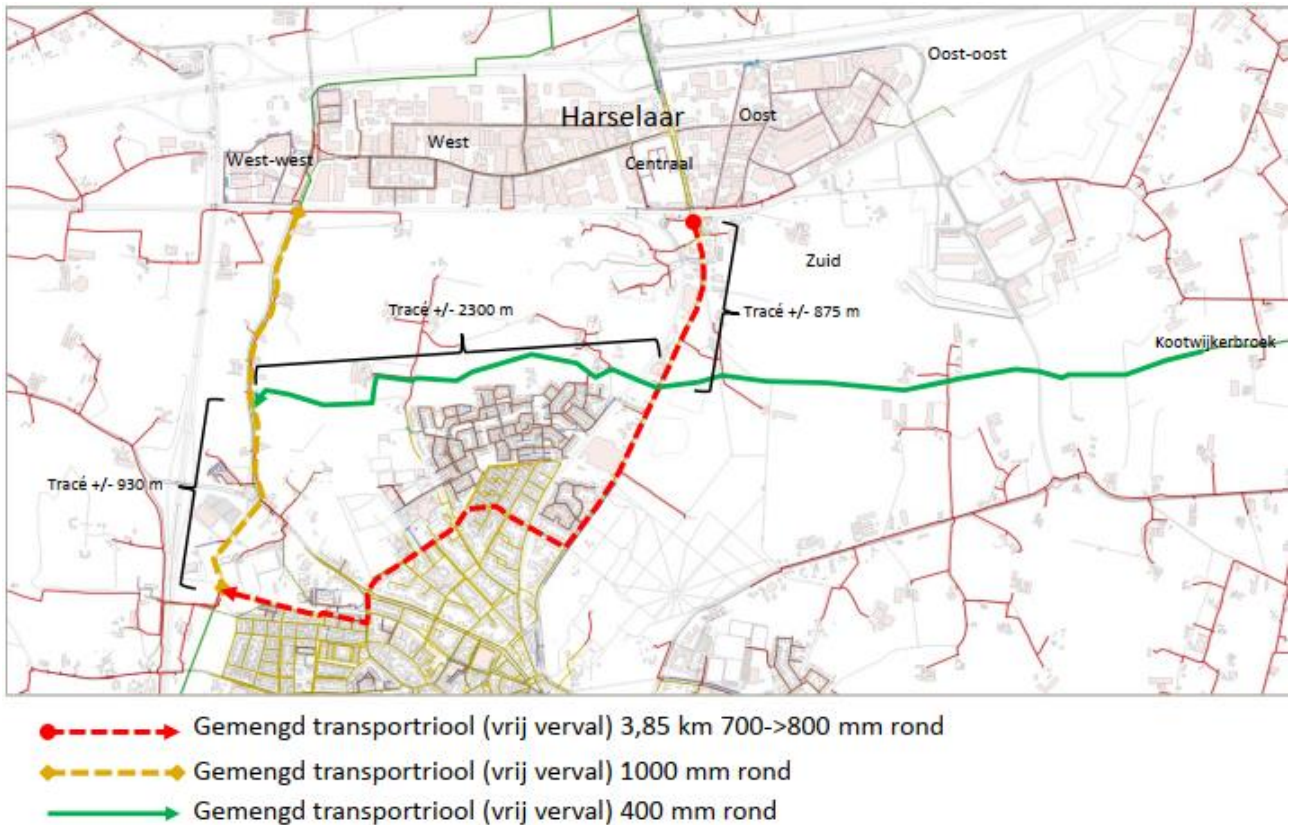 Oost-oost
Harselaar
Oost
West
West-west
Centraal
Zuid
Tracé +/- 2300 m
Tracé +/- 875 m
Kootwijkerbroek
Tracé +/- 930 m
Gemengd transportriool (vrij verval) 3,85 km 700->800 mm rond
Gemengd transportriool (vrij verval) 1000 mm rond
Gemengd transportriool (vrij verval) 400 mm rond